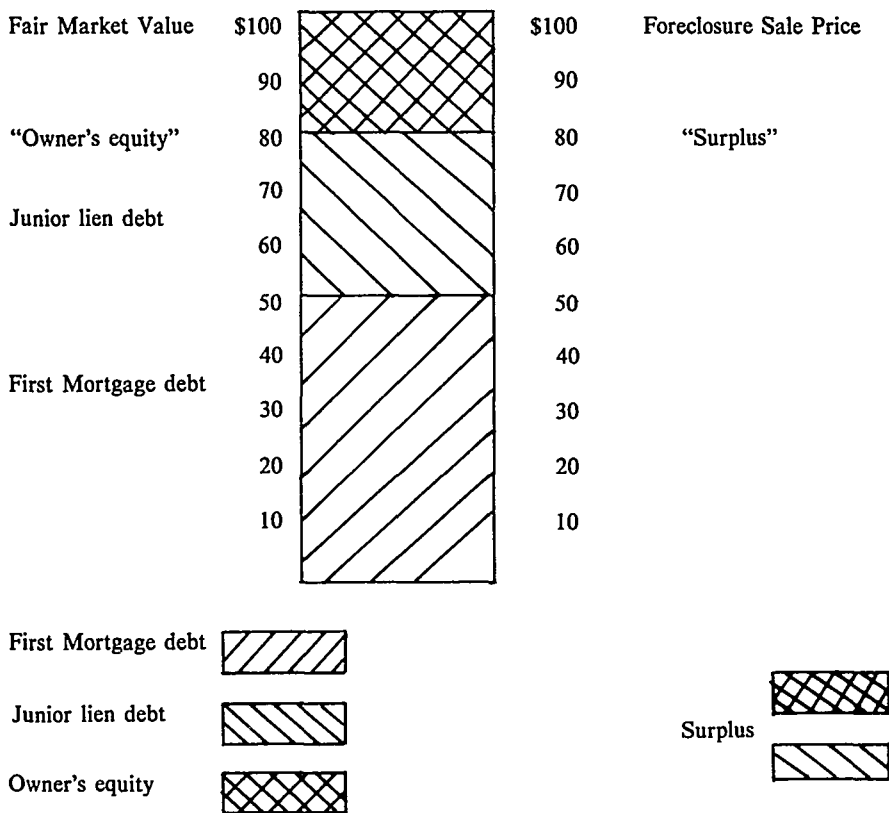 Fair Market Value $100 $100 Foreclosure Sale Price
90 90
“Owner's equity” 80 80 “Surplus”
70 70
Junior lien debt
60 60
50 50
40 40
First Mortgage debt
30 30
20 20
10 10
First Mortgage debt
Junior lien debt
Surplus
Owner's equity